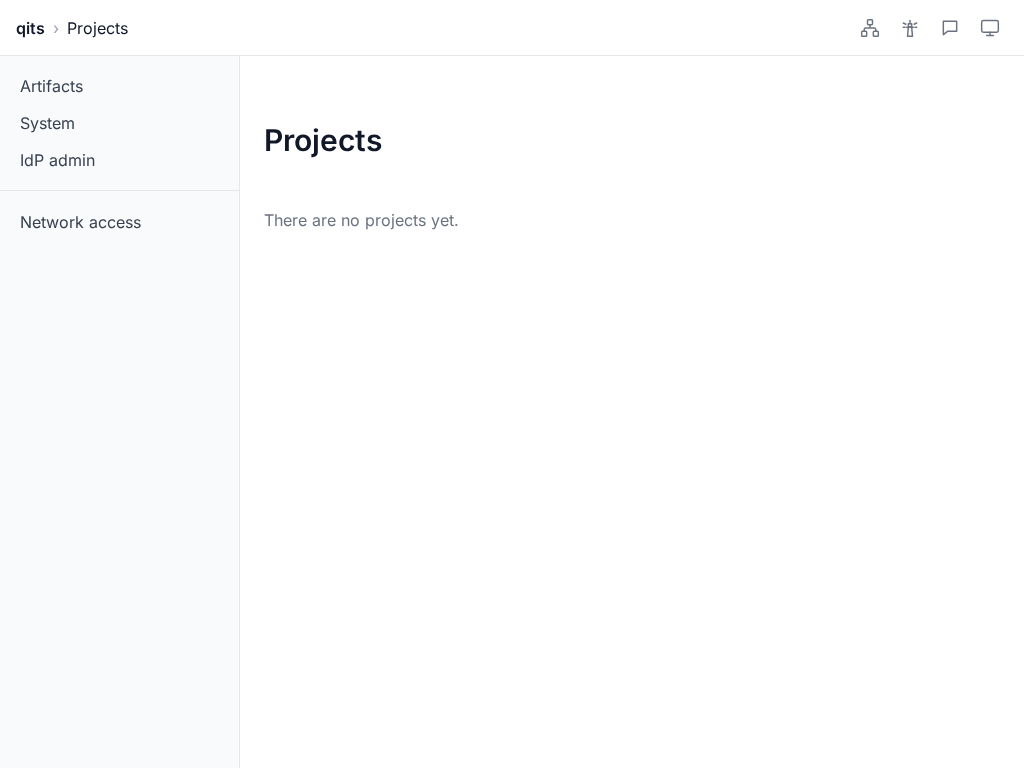 qits › Projects
Artifacts
System
IdP admin
Network access
Projects
There are no projects yet.